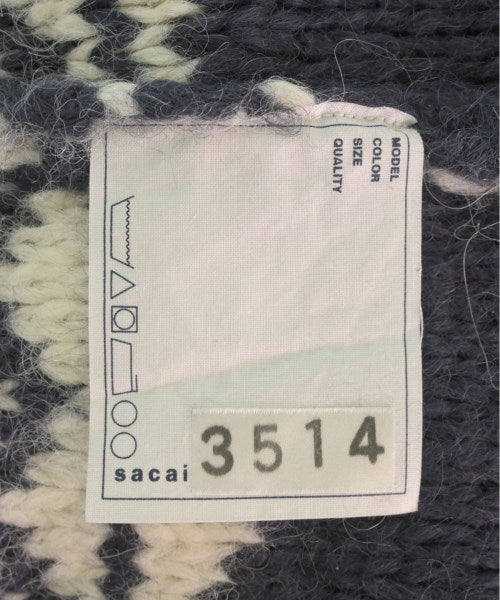 MODEL
COLOR
SIZE
QUALITY
sacai 3514